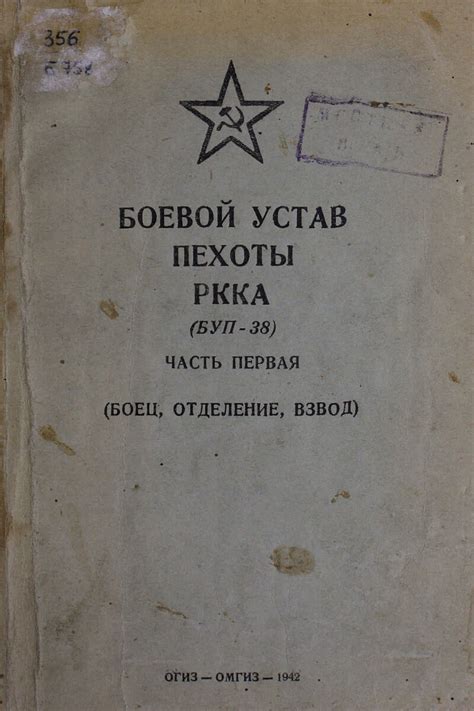 356
БОЕВОЙ УСТАВ
ПЕХОТЫ
РККА
(БУП-38)
ЧАСТЬ ПЕРВАЯ
(БОЕЦ, ОТДЕЛЕНИЕ, ВЗВОД)
ОГИЗ — ОМГИЗ — 1942